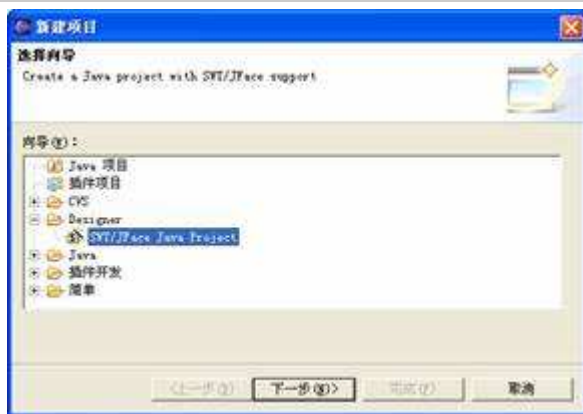 新建项目
选择向导
Create a Java project with SWT/JFace support
向导(W)：
Java 项目
插件项目
CVS
Designer
SWT/JFace Java Project
Java
插件开发
简单
<上一步(B)
下一步(N)>
完成(F)
取消